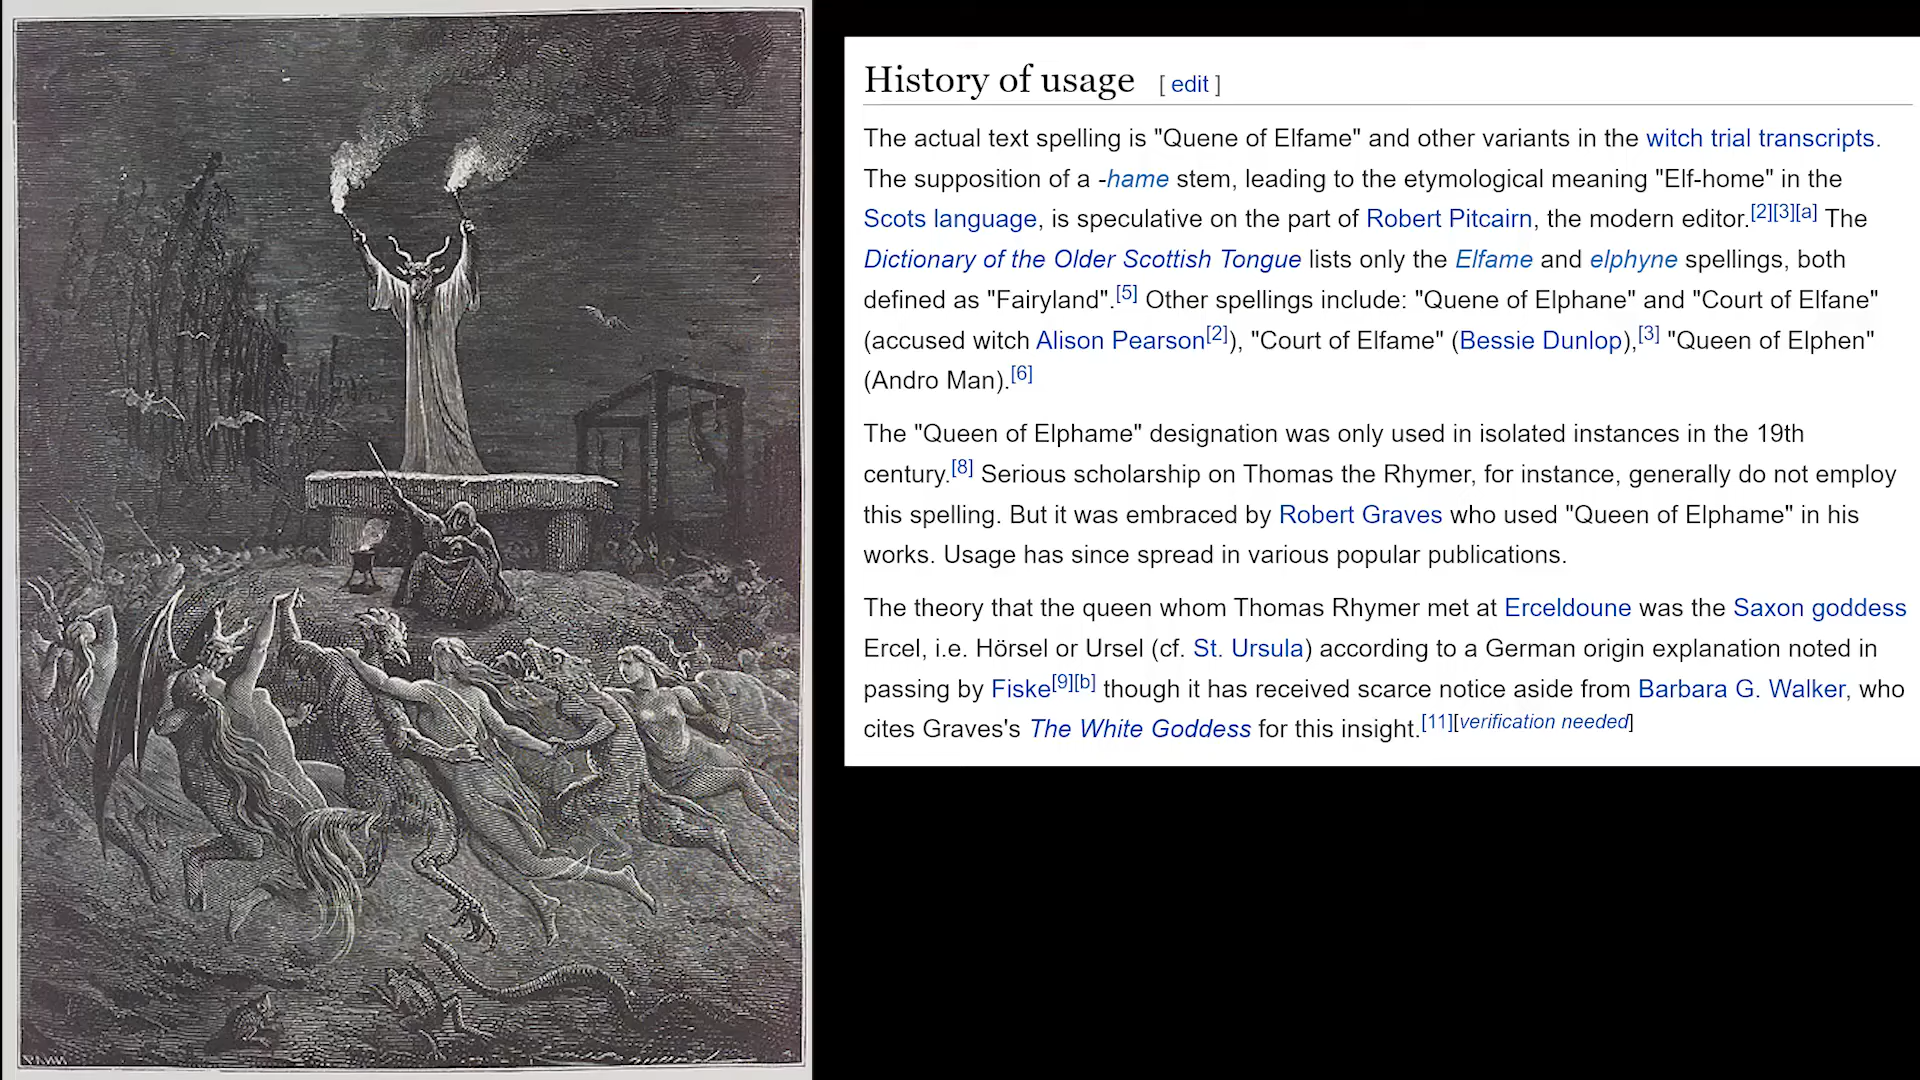 History of usage [ edit ]
The actual text spelling is "Quene of Elfame" and other variants in the witch trial transcripts.
The supposition of a -hame stem, leading to the etymological meaning "Elf-home" in the
Scots language, is speculative on the part of Robert Pitcairn, the modern editor.[2][3][a] The
Dictionary of the Older Scottish Tongue lists only the Elfame and elphyne spellings, both
defined as "Fairyland".[5] Other spellings include: "Quene of Elphane" and "Court of Elfane"
(accused witch Alison Pearson[2]), "Court of Elfame" (Bessie Dunlop),[3] "Queen of Elphen"
(Andro Man).[6]
The "Queen of Elphame" designation was only used in isolated instances in the 19th
century.[8] Serious scholarship on Thomas the Rhymer, for instance, generally do not employ
this spelling. But it was embraced by Robert Graves who used "Queen of Elphame" in his
works. Usage has since spread in various popular publications.
The theory that the queen whom Thomas Rhymer met at Erceldoune was the Saxon goddess
Ercel, i.e. Hörsel or Ursel (cf. St. Ursula) according to a German origin explanation noted in
passing by Fiske[9][b] though it has received scarce notice aside from Barbara G. Walker, who
cites Graves's The White Goddess for this insight.[11][verification needed]